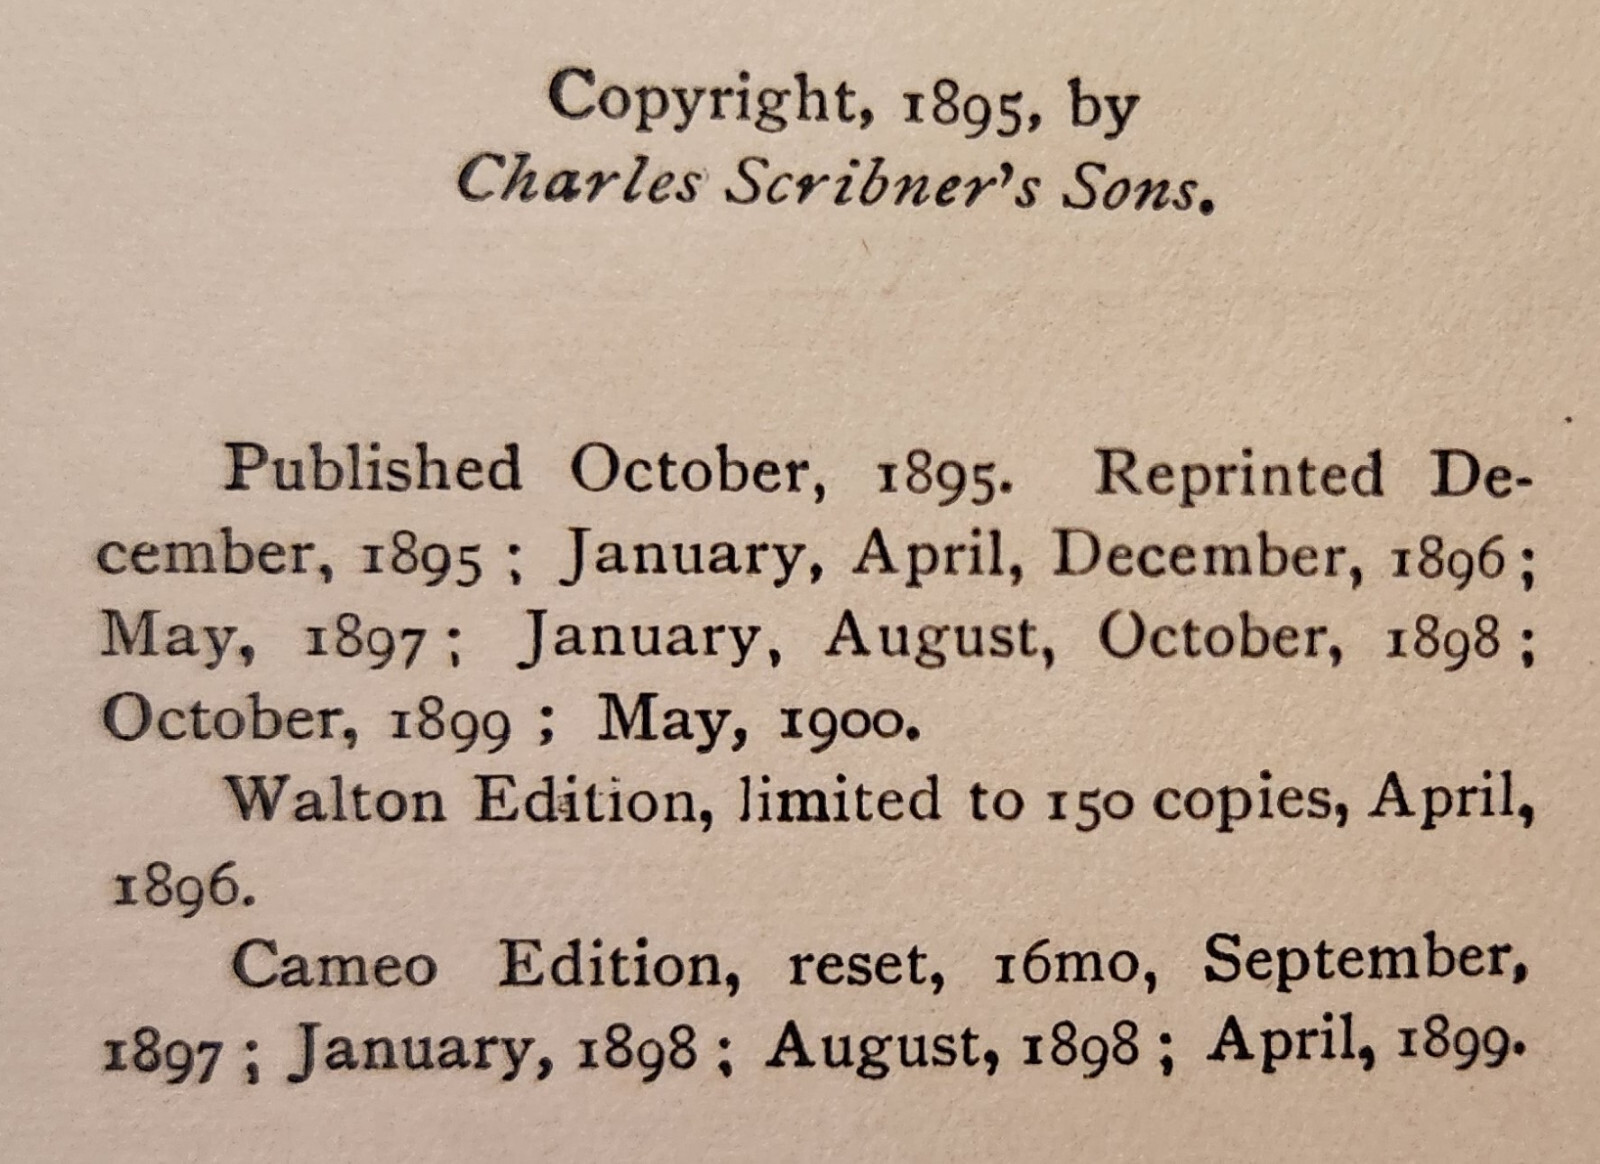 Copyright, 1895, by
Charles Scribner's Sons.
Published October, 1895. Reprinted De-
cember, 1895 ; January, April, December, 1896 ;
May, 1897 ; January, August, October, 1898 ;
October, 1899 ; May, 1900.
Walton Edition, limited to 150 copies, April,
1896.
Cameo Edition, reset, 16mo, September,
1897 ; January, 1898 ; August, 1898 ; April, 1899.